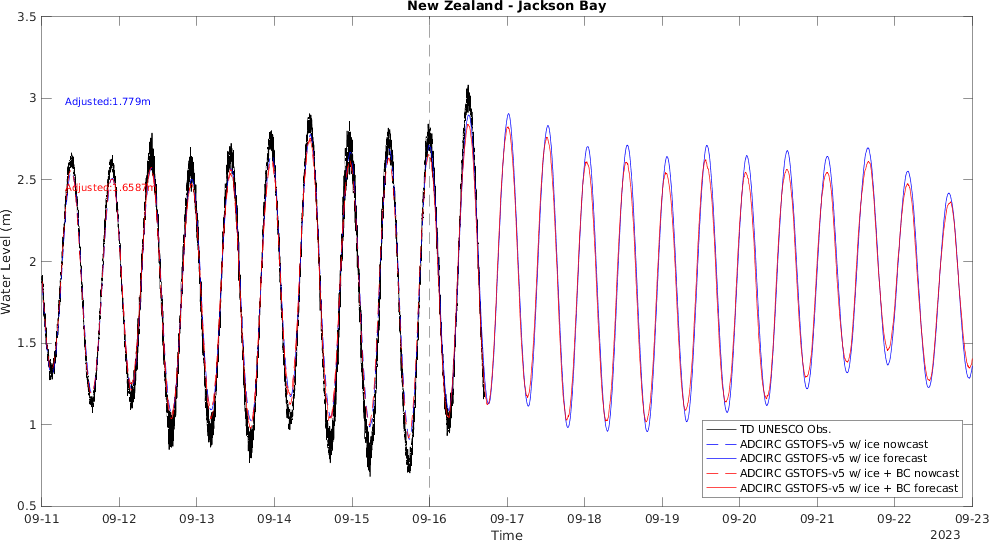 New Zealand - Jackson Bay
3.5
3
2.5
2
1.5
1
0.5
Water Level (m)
Adjusted:1.779m
Adjusted:1.6587m
TD UNESCO Obs.
ADCIRC GSTOFS-v5 w/ ice nowcast
ADCIRC GSTOFS-v5 w/ ice forecast
ADCIRC GSTOFS-v5 w/ ice + BC nowcast
ADCIRC GSTOFS-v5 w/ ice + BC forecast
09-11 09-12 09-13 09-14 09-15 09-16 09-17 09-18 09-19 09-20 09-21 09-22 09-23
Time
2023